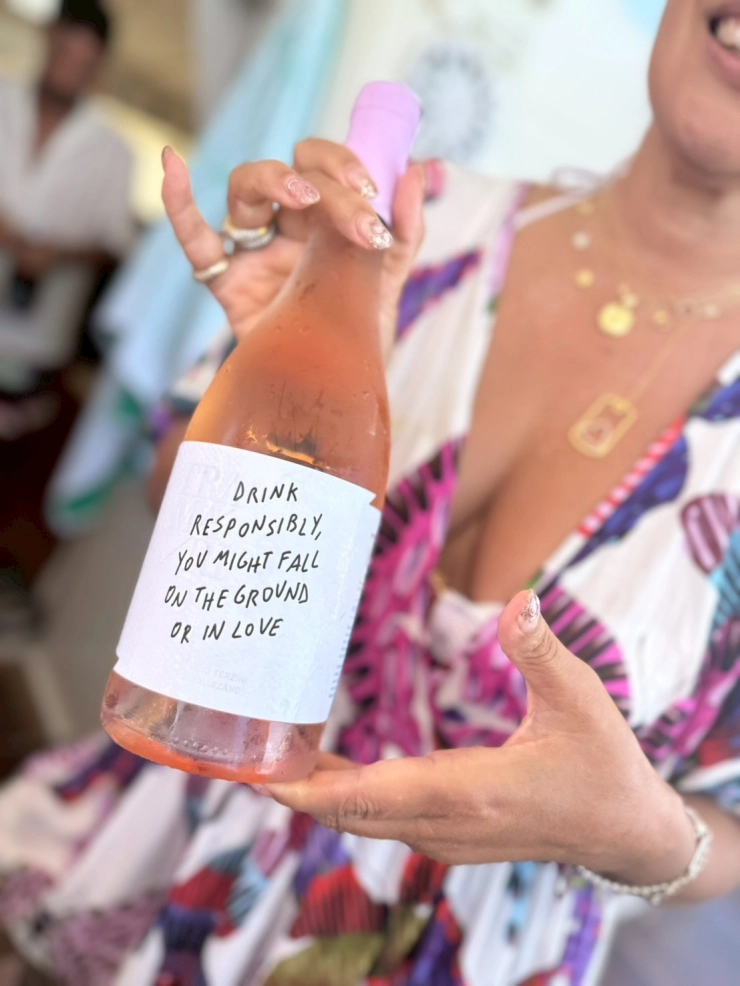 DRINK
RESPONSIBLY,
YOU MIGHT FALL
ON THE GROUND
OR IN LOVE